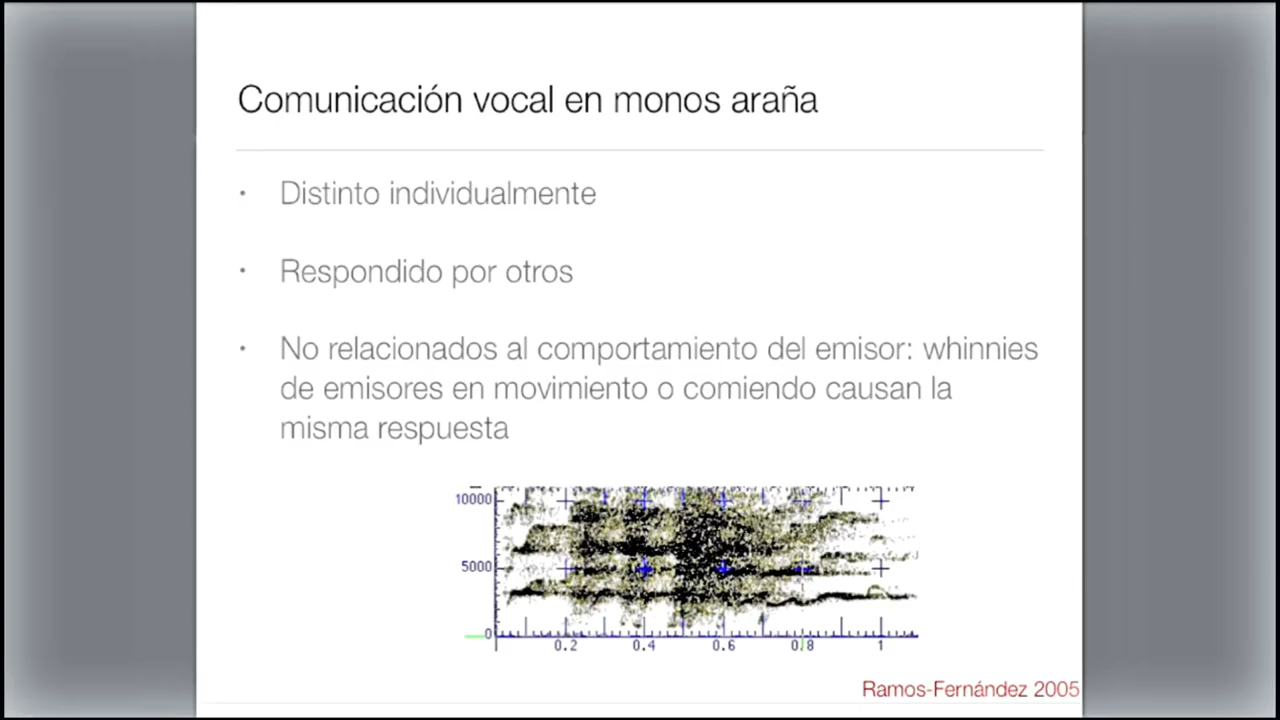 Comunicación vocal en monos araña
• Distinto individualmente
• Respondido por otros
• No relacionados al comportamiento del emisor: whinnies
de emisores en movimiento o comiendo causan la
misma respuesta
10000
5000
0
0.2 0.4 0.6 0.8 1
Ramos-Fernández 2005